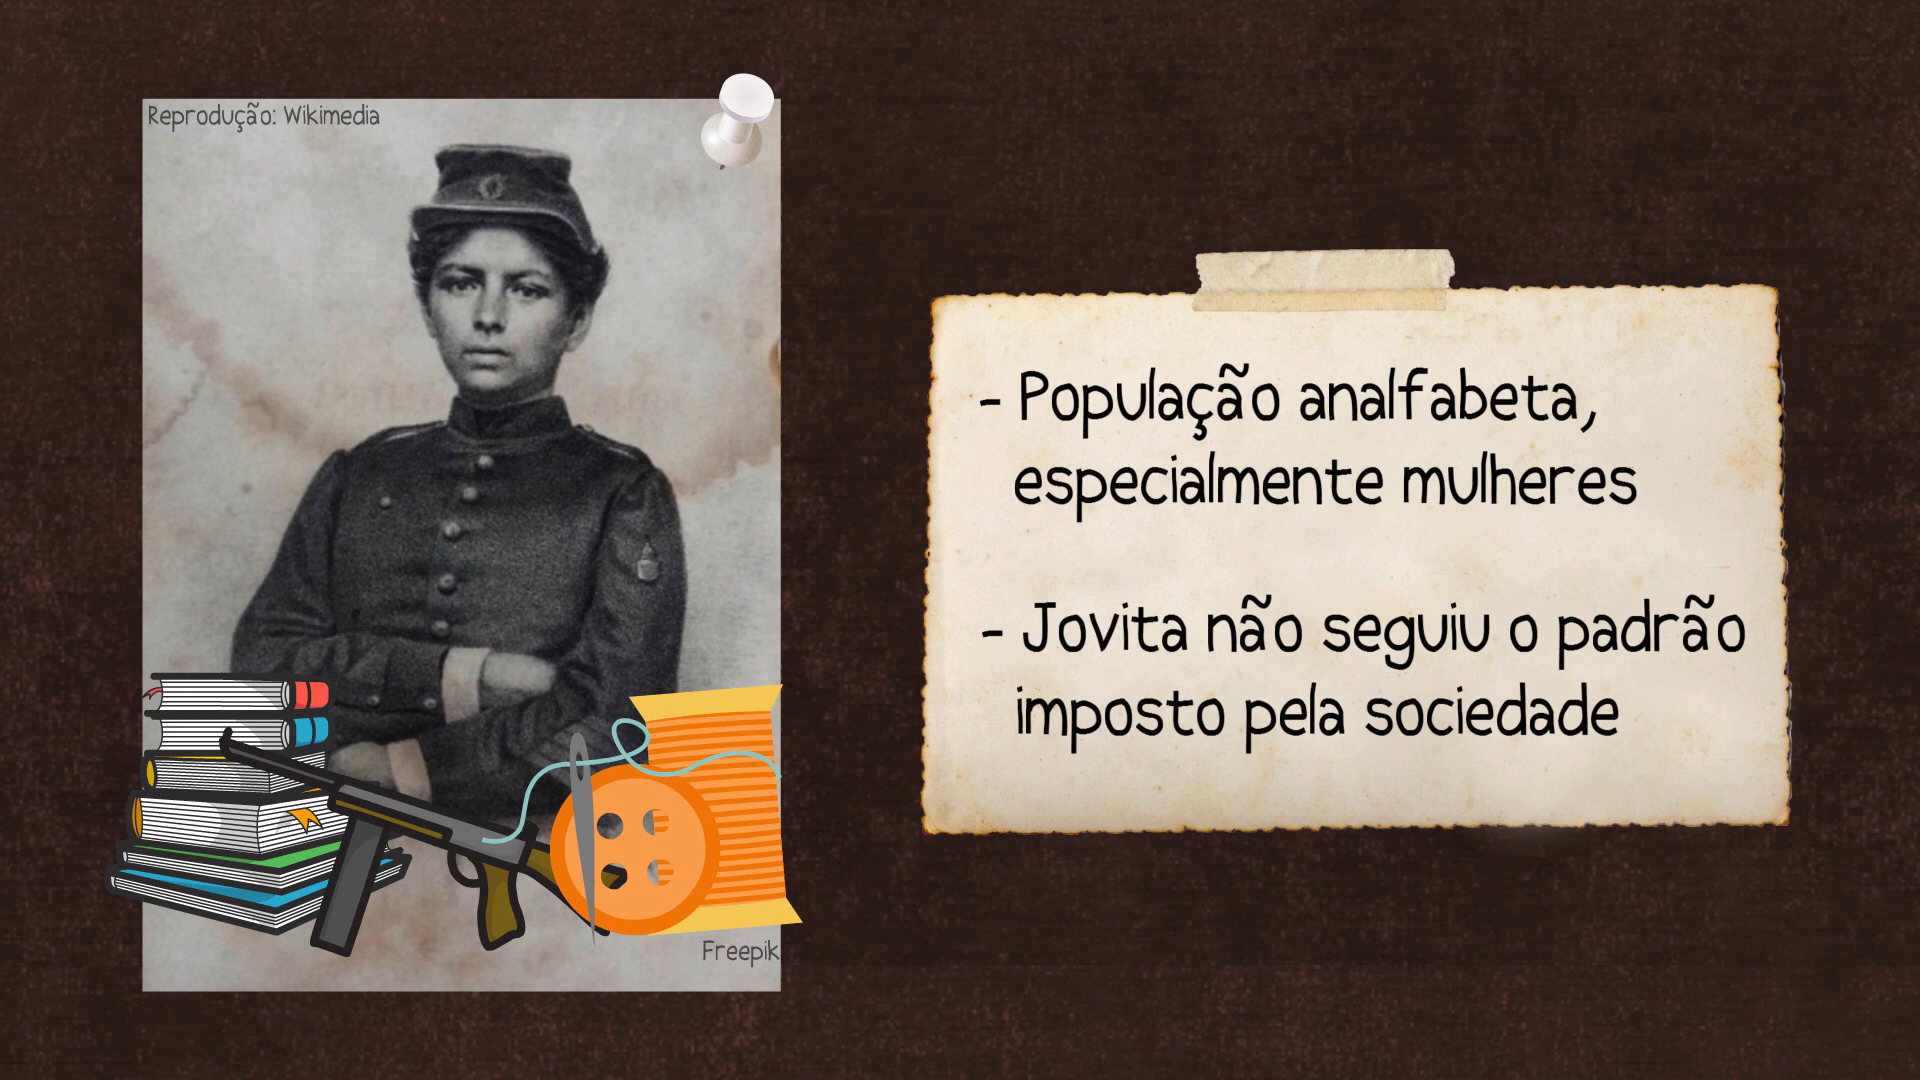 Reprodução: Wikimedia
- População analfabeta,
especialmente mulheres
- Jovita não seguiu o padrão
imposto pela sociedade
Freepik